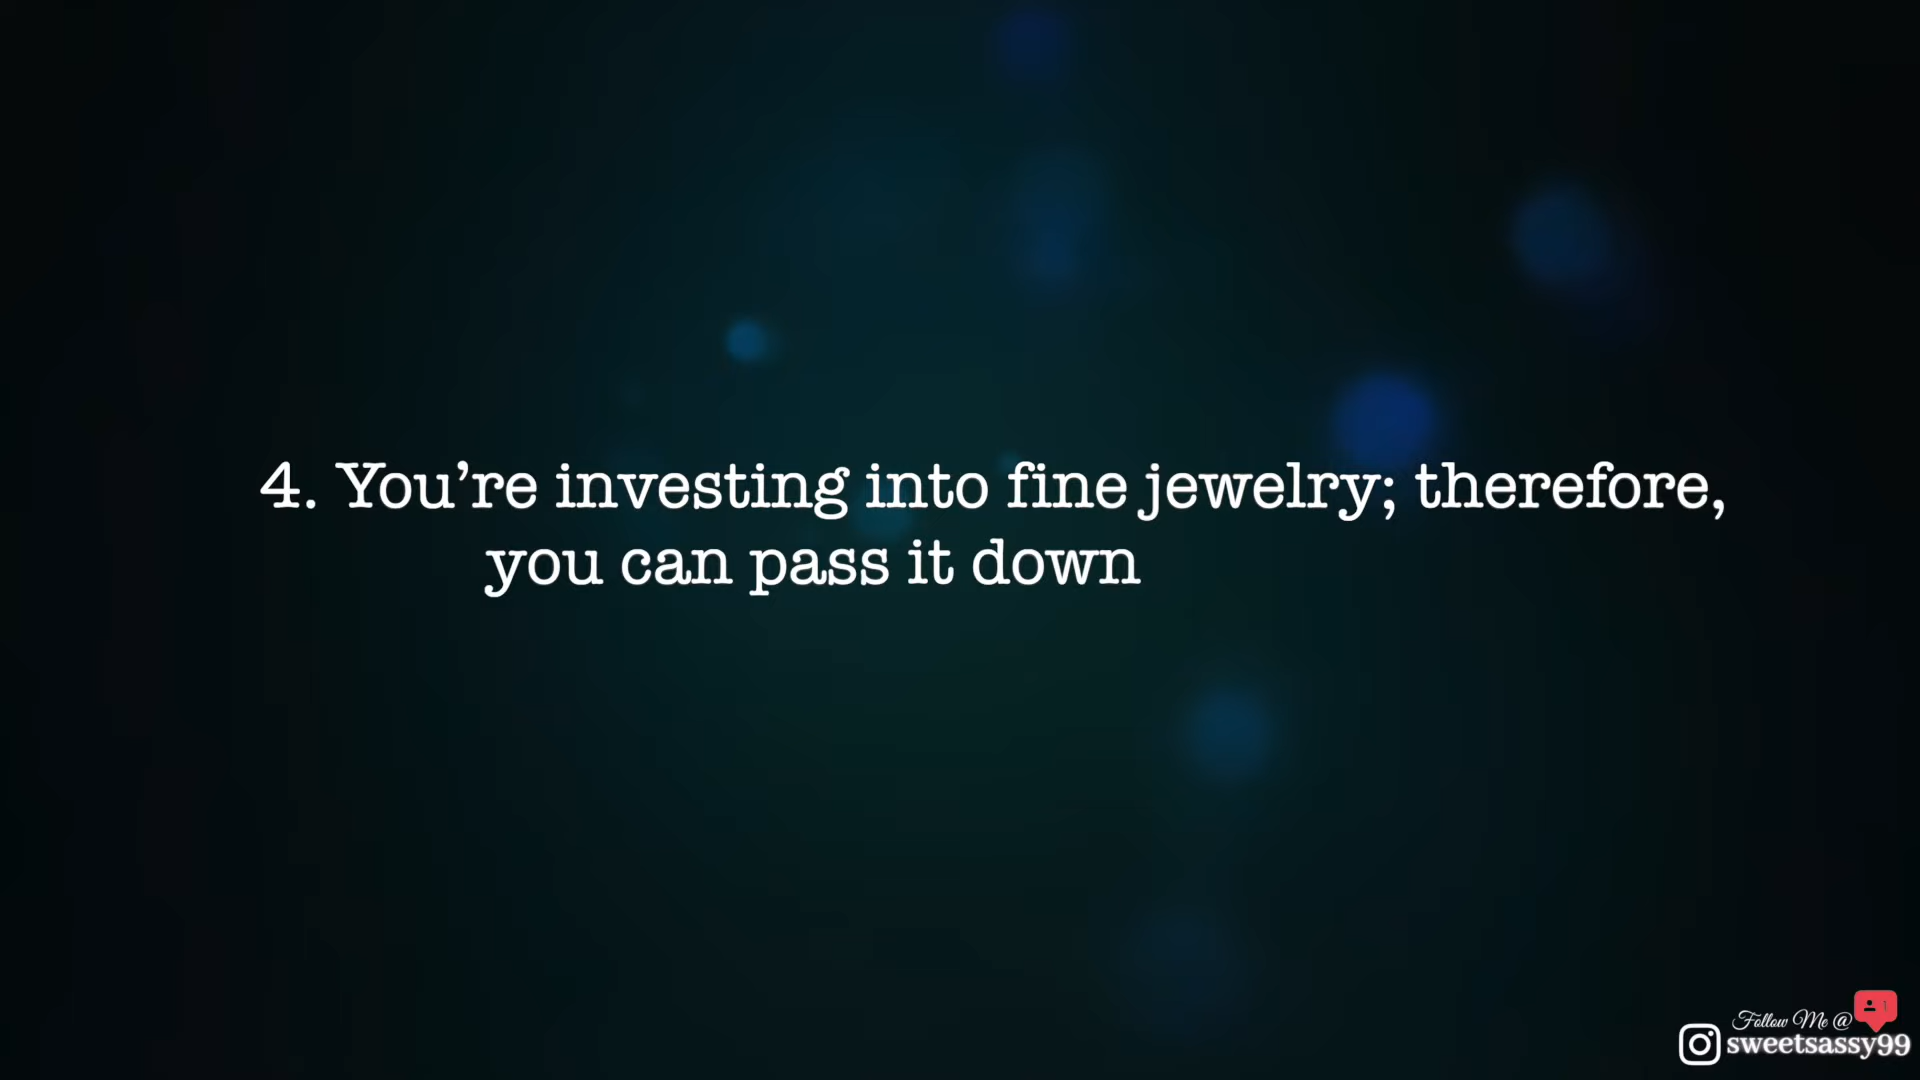 4. You’re investing into fine jewelry; therefore,
you can pass it down
Follow Me @
sweetsassy99